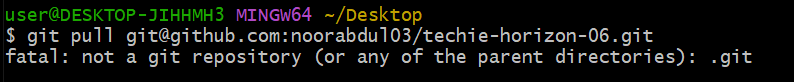 user@DESKTOP-JIHHMH3 MINGW64 ~/Desktop
$ git pull git@github.com:noorabdul03/techie-horizon-06.git
fatal: not a git repository (or any of the parent directories): .git